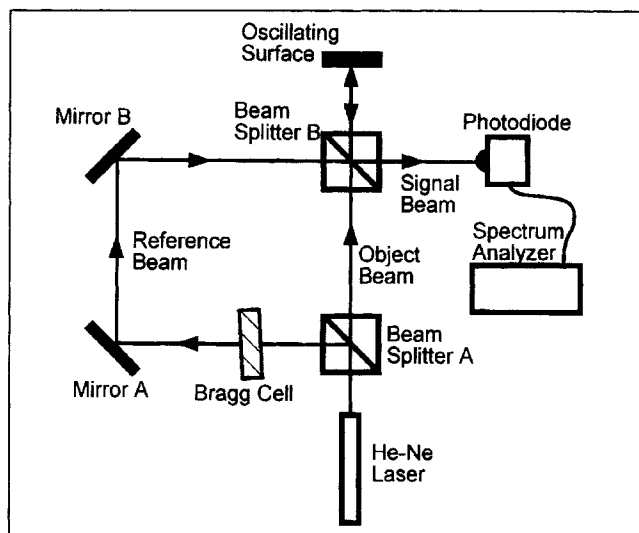 Oscillating
Surface
Mirror B
Beam
Splitter B
Photodiode
Signal
Beam
Reference
Beam
Object
Beam
Spectrum
Analyzer
Mirror A
Bragg Cell
Beam
Splitter A
He-Ne
Laser